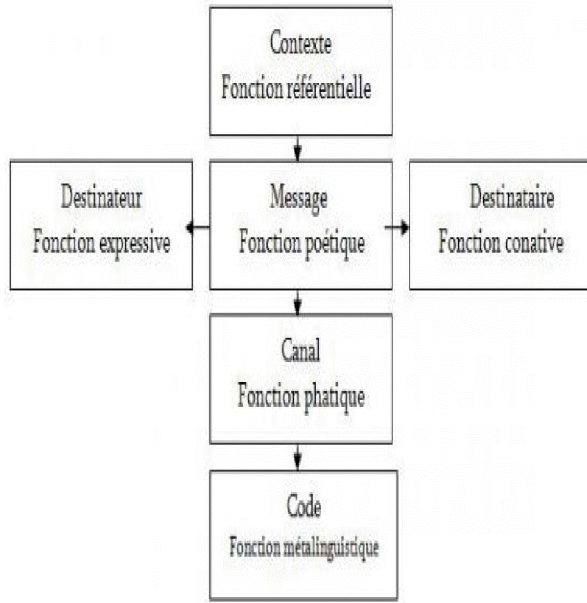 Contexte
Fonction référentielle
Destinateur
Fonction expressive
Message
Fonction poétique
Destinataire
Fonction conative
Canal
Fonction phatique
Code
Fonction métalinguistique